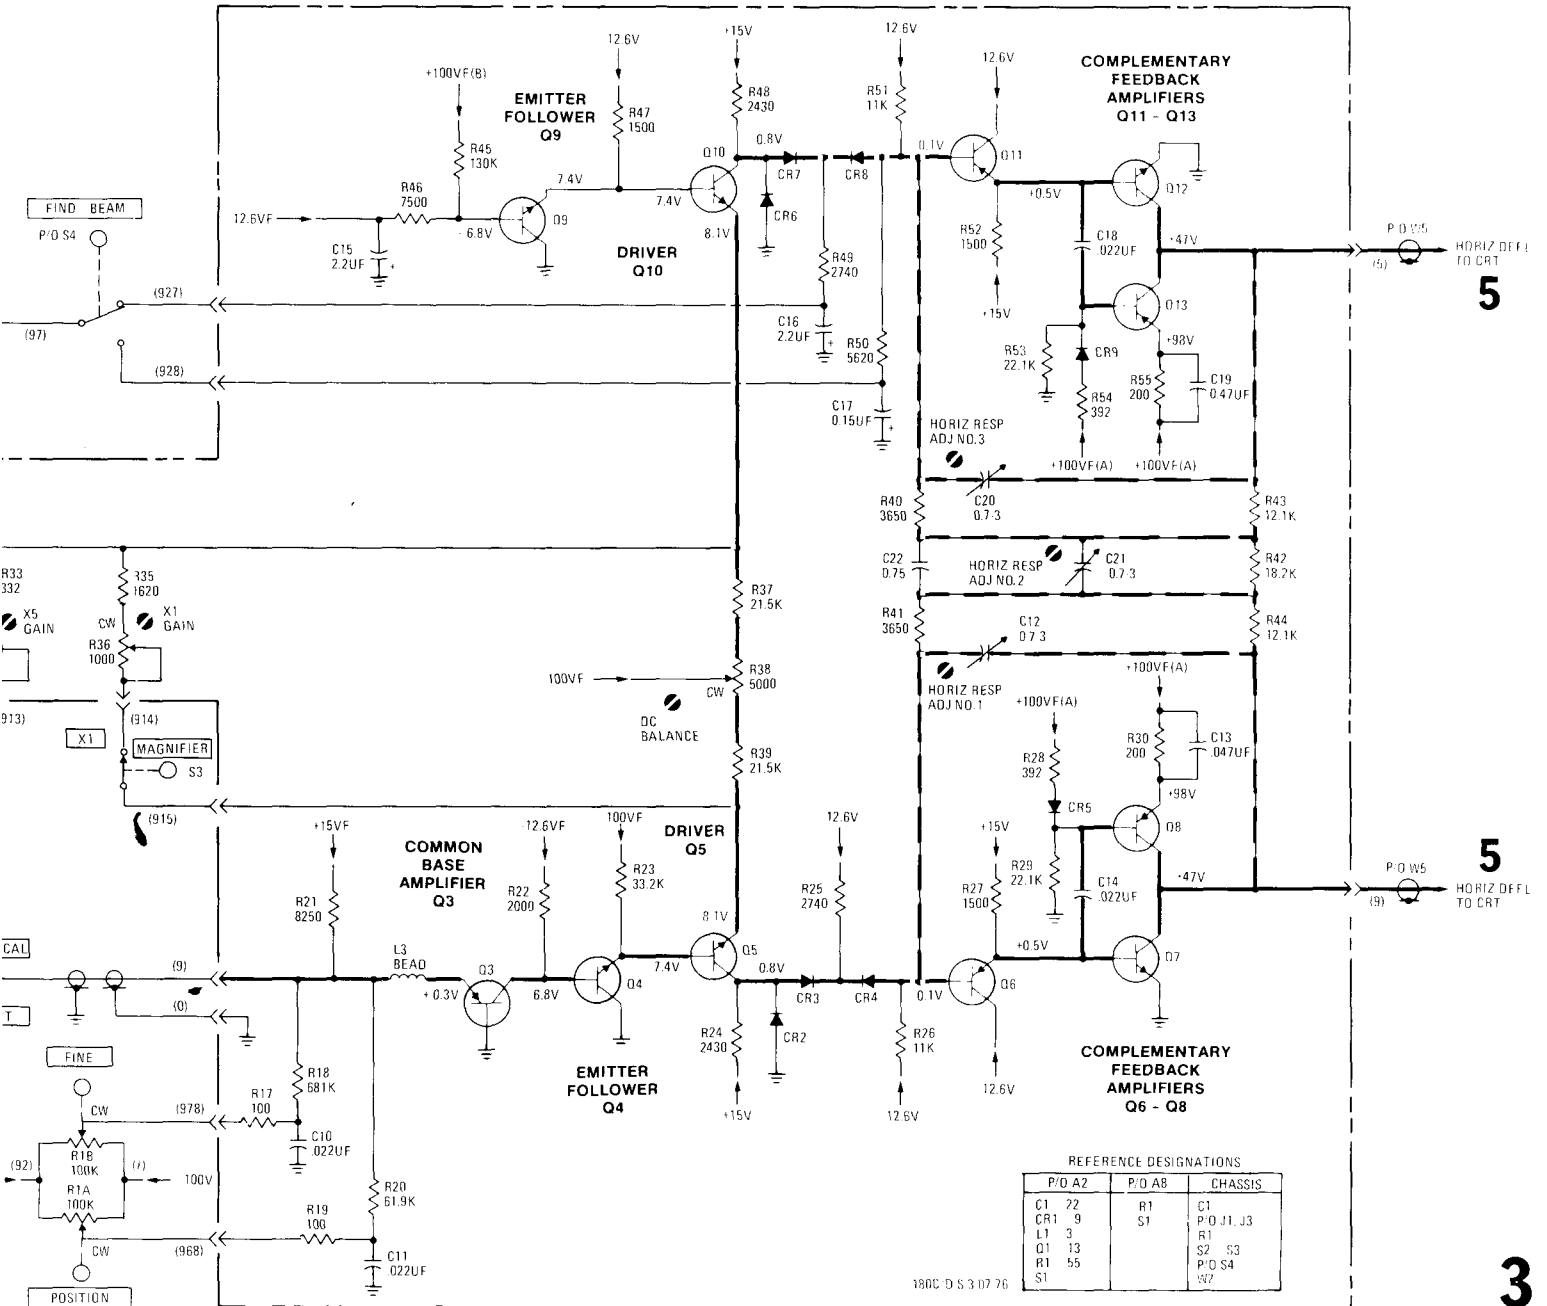 12.6V
+15V
12.6V
12.6V
+100VF(B)
EMITTER
FOLLOWER
Q9
R47
1500
R48
2430
R51
11K
COMPLEMENTARY
FEEDBACK
AMPLIFIERS
Q11 - Q13
R45
130K
Q10
0.8V
0.1V
Q11
CR7
CR8
R46
7500
7.4V
7.4V
+0.5V
Q12
12.6VF
-6.8V
Q9
CR6
8.1V
FIND BEAM
P/O S4
C15
2.2UF
+
DRIVER
Q10
R49
2740
R52
1500
C18
.022UF
+47V
P/O W5
(5)
HORIZ DEFL
TO CRT
5
(927)
(97)
C16
2.2UF
+
+15V
Q13
R50
5620
R53
22.1K
CR9
+98V
(928)
R54
392
R55
200
C19
0.47UF
C17
0.15UF
+
HORIZ RESP
ADJ NO.3
+100VF(A)
+100VF(A)
R40
3650
C20
0.7-3
R43
12.1K
R33
332
R35
1620
X5
GAIN
X1
GAIN
CW
R36
1000
R37
21.5K
C22
0.75
HORIZ RESP
ADJ NO.2
C21
0.7-3
R42
18.2K
R41
3650
C12
0.7 3
R44
12.1K
100VF
R38
5000
CW
DC
BALANCE
HORIZ RESP
ADJ NO.1
+100VF(A)
+100VF(A)
913)
(914)
X1
MAGNIFIER
S3
R39
21.5K
R28
392
R30
200
C13
.047UF
(915)
+15VF
-12.6VF
100VF
DRIVER
Q5
12.6V
+15V
CR5
+98V
Q8
COMMON
BASE
AMPLIFIER
Q3
R21
8250
R22
2000
R23
33.2K
R25
2740
R27
1500
R29
22.1K
C14
.022UF
+47V
P/O W5
(9)
HORIZ DEFL
TO CRT
5
8.1V
Q5
CAL
(9)
L3
BEAD
Q3
+0.3V
6.8V
Q4
7.4V
0.8V
CR3
CR4
0.1V
Q6
+0.5V
Q7
T
(0)
R24
2430
CR2
R26
11K
FINE
R18
681K
EMITTER
FOLLOWER
Q4
+15V
12.6V
12.6V
COMPLEMENTARY
FEEDBACK
AMPLIFIERS
Q6 - Q8
CW
(978)
R17
100
C10
.022UF
(92)
R1B
100K
(7)
100V
R1A
100K
R20
61.9K
R19
100
CW
(968)
C11
.022UF
POSITION
REFERENCE DESIGNATIONS
P/O A2 P/O A8 CHASSIS
C1 22 R1 C1
CR1 9 S1 P/O J1, J3
L1 3 R1
Q1 13 S2 S3
R1 55 P/O S4
S1 W2
3